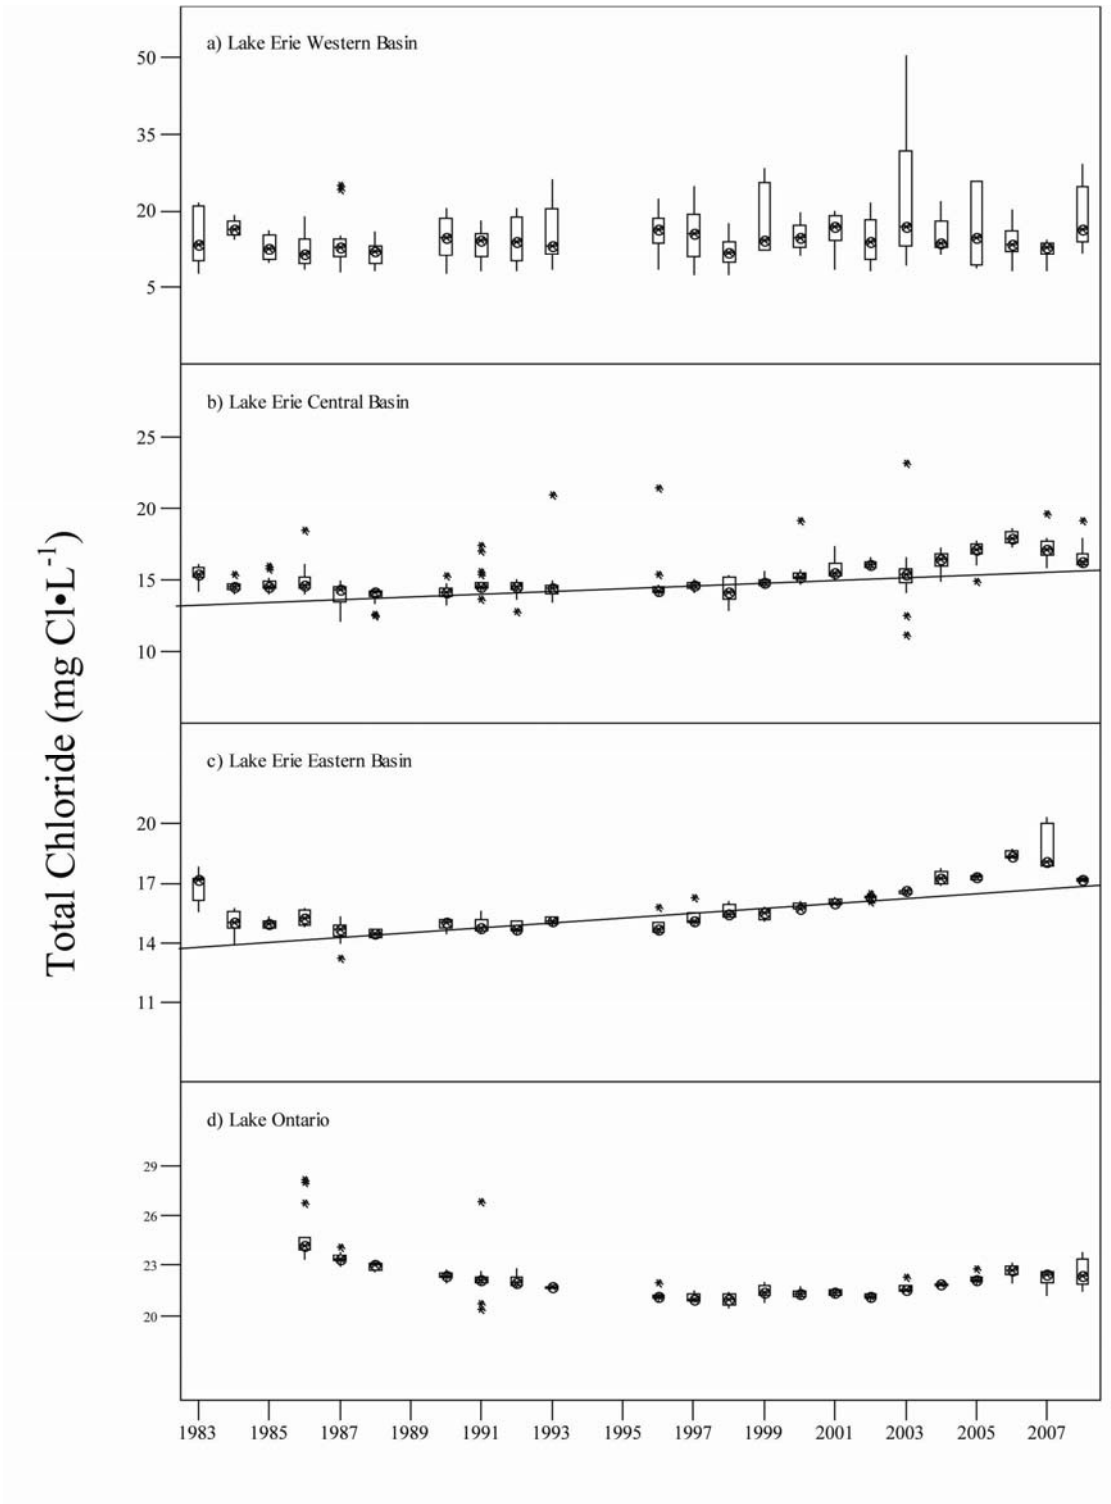 Total Chloride (mg Cl•L-1)
a) Lake Erie Western Basin
50
35
20
5
b) Lake Erie Central Basin
25
20
15
10
c) Lake Erie Eastern Basin
20
17
14
11
d) Lake Ontario
29
26
23
20
1983 1985 1987 1989 1991 1993 1995 1997 1999 2001 2003 2005 2007